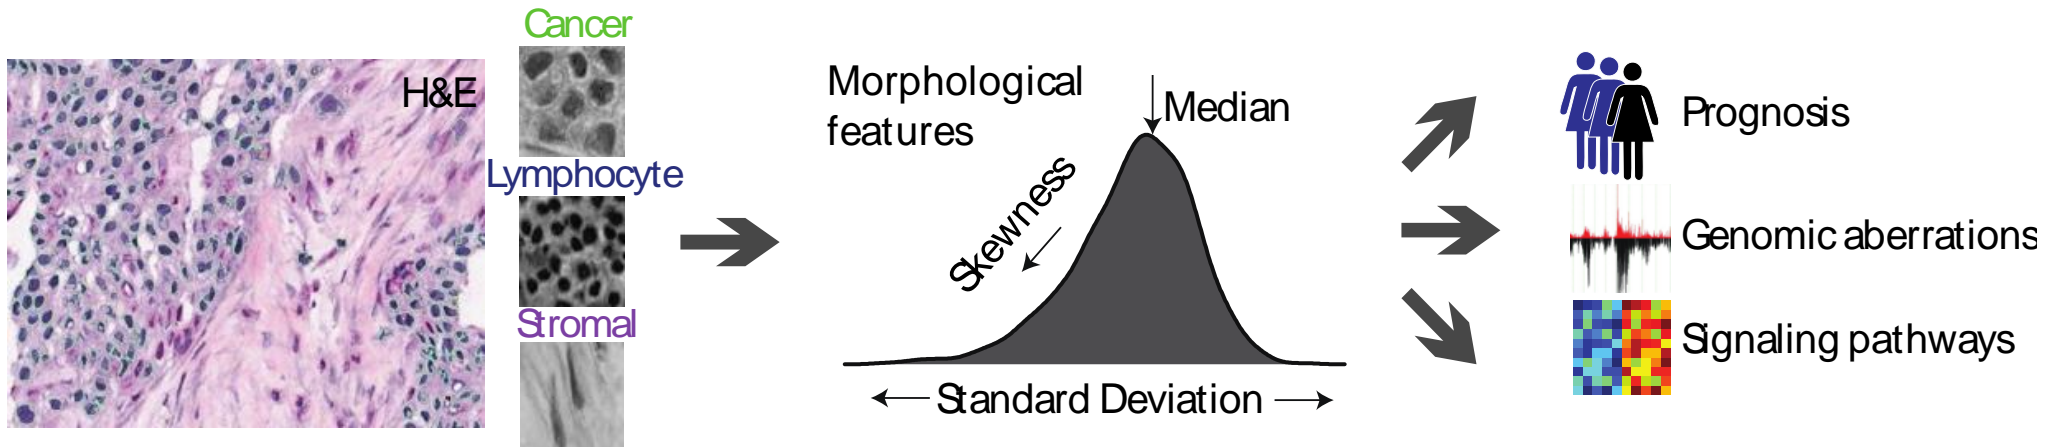 H&E
Cancer
Lymphocyte
Stromal
Morphological
features
Median
Skewness
Standard Deviation
Prognosis
Genomic aberrations
Signaling pathways